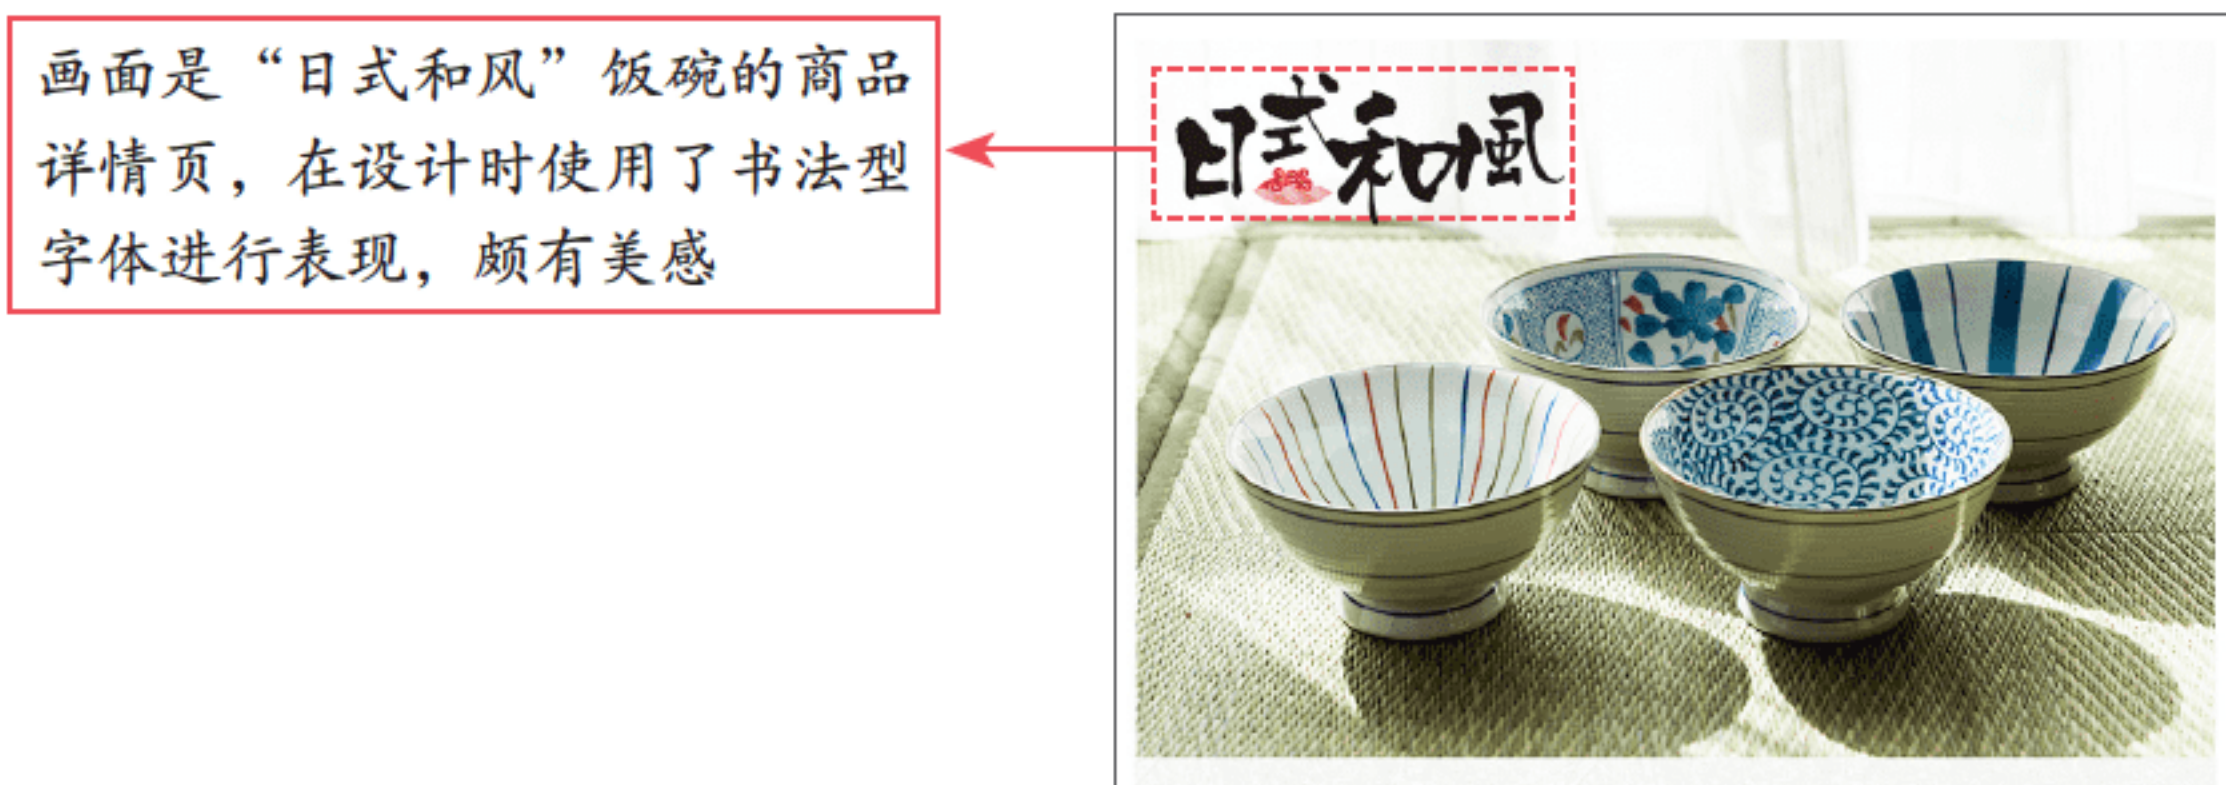 画面是“日式和风”饭碗的商品
详情页，在设计时使用了书法型
字体进行表现，颇有美感
日式和風